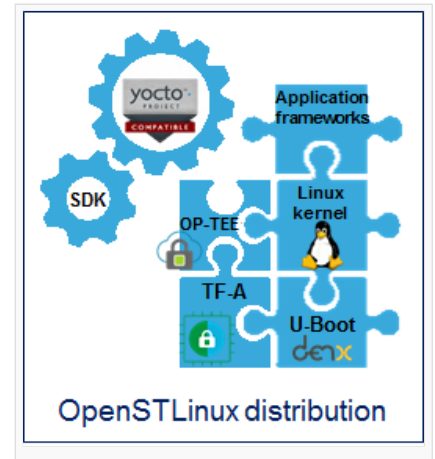 yocto
PROJECT
COMPATIBLE
Application
frameworks
SDK
OP-TEE
Linux
kernel
TF-A
U-Boot
denx
OpenSTLinux distribution